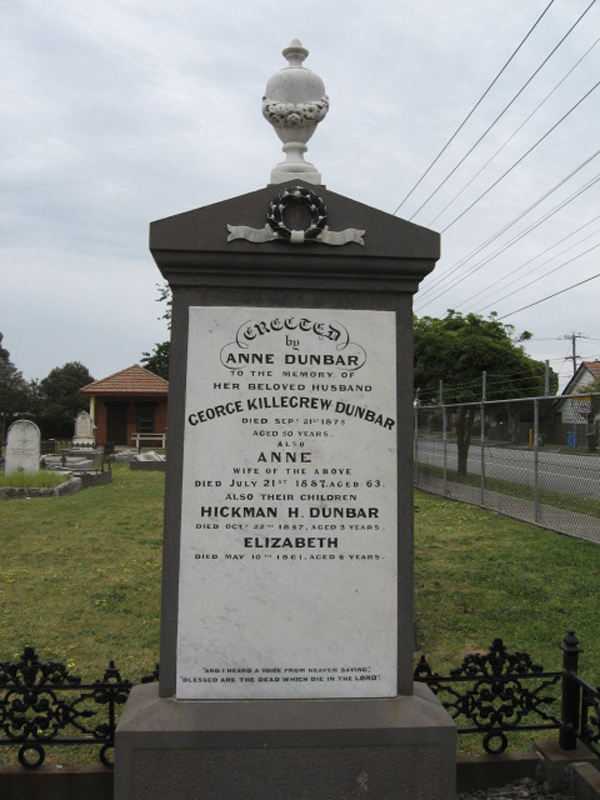 ERECTED
by
ANNE DUNBAR
TO THE MEMORY OF
HER BELOVED HUSBAND
GEORGE KILLEGREW DUNBAR
DIED SEPT 21ST 1875
AGED 50 YEARS.
ALSO
ANNE
WIFE OF THE ABOVE
DIED JULY 21ST 1887, AGED 63.
ALSO THEIR CHILDREN
HICKMAN H. DUNBAR
DIED OCTR 22ND 1857, AGED 3 YEARS.
ELIZABETH
DIED MAY 10TH 1861, AGED 6 YEARS.
"AND I HEARD A VOICE FROM HEAVEN SAYING,"
"BLESSED ARE THE DEAD WHICH DIE IN THE LORD".